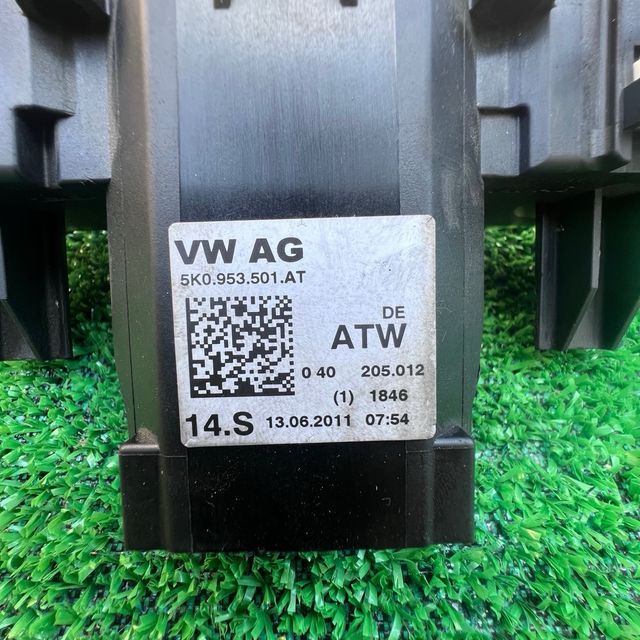 VW AG
5K0.953.501.AT
DE
ATW
0 40 205.012
(1) 1846
14.S 13.06.2011 07:54